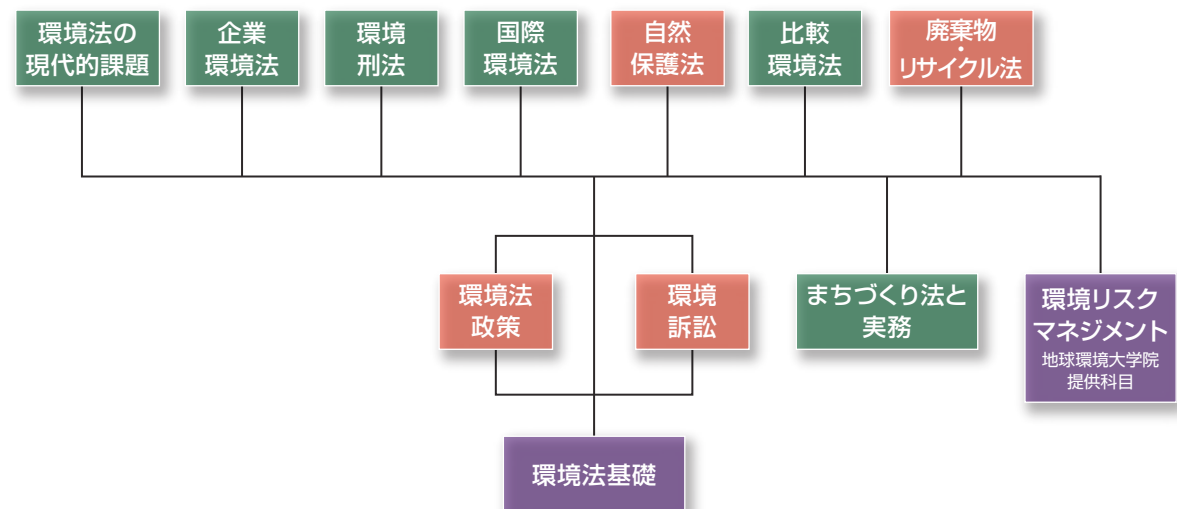 環境法の
現代的課題
企業
環境法
環境
刑法
国際
環境法
自然
保護法
比較
環境法
廃棄物
・
リサイクル法
環境法
政策
環境
訴訟
まちづくり法と
実務
環境リスク
マネジメント
地球環境大学院
提供科目
環境法基礎